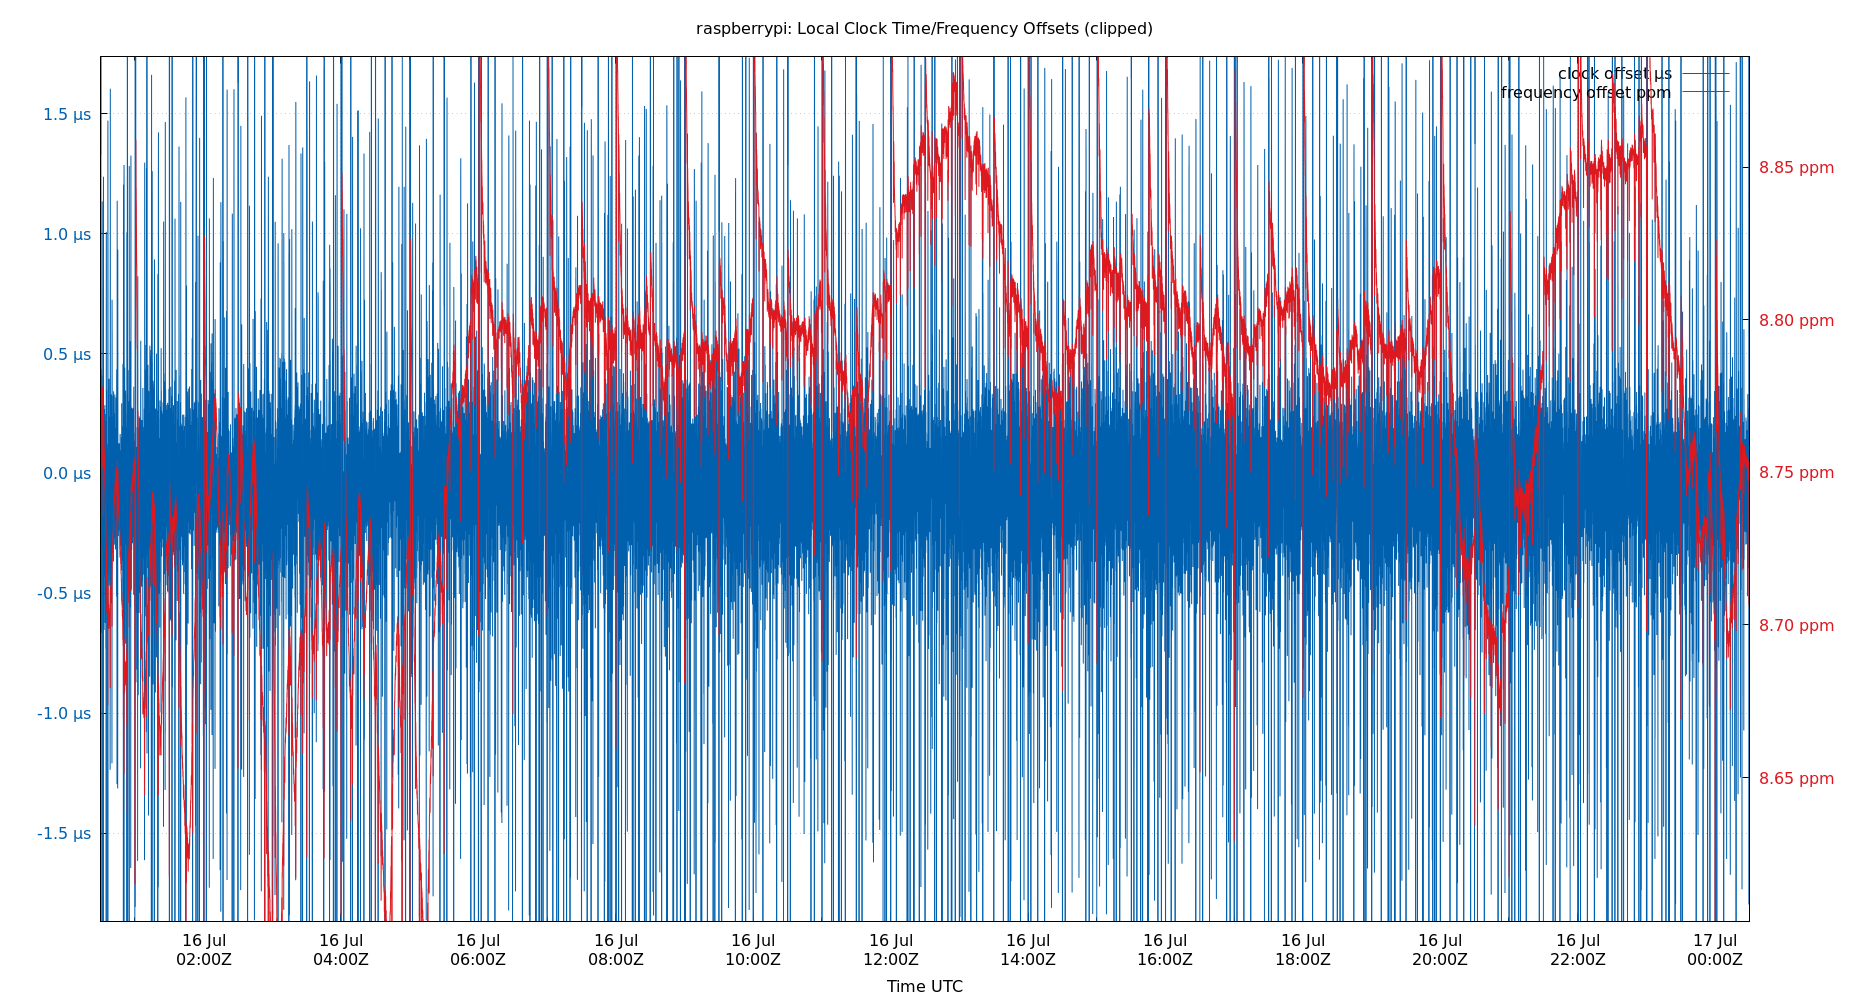 raspberrypi: Local Clock Time/Frequency Offsets (clipped)
clock offset μs
frequency offset ppm
1.5 μs
1.0 μs
0.5 μs
0.0 μs
-0.5 μs
-1.0 μs
-1.5 μs
8.85 ppm
8.80 ppm
8.75 ppm
8.70 ppm
8.65 ppm
16 Jul 16 Jul 16 Jul 16 Jul 16 Jul 16 Jul 16 Jul 16 Jul 16 Jul 16 Jul 16 Jul 17 Jul
02:00Z 04:00Z 06:00Z 08:00Z 10:00Z 12:00Z 14:00Z 16:00Z 18:00Z 20:00Z 22:00Z 00:00Z
Time UTC